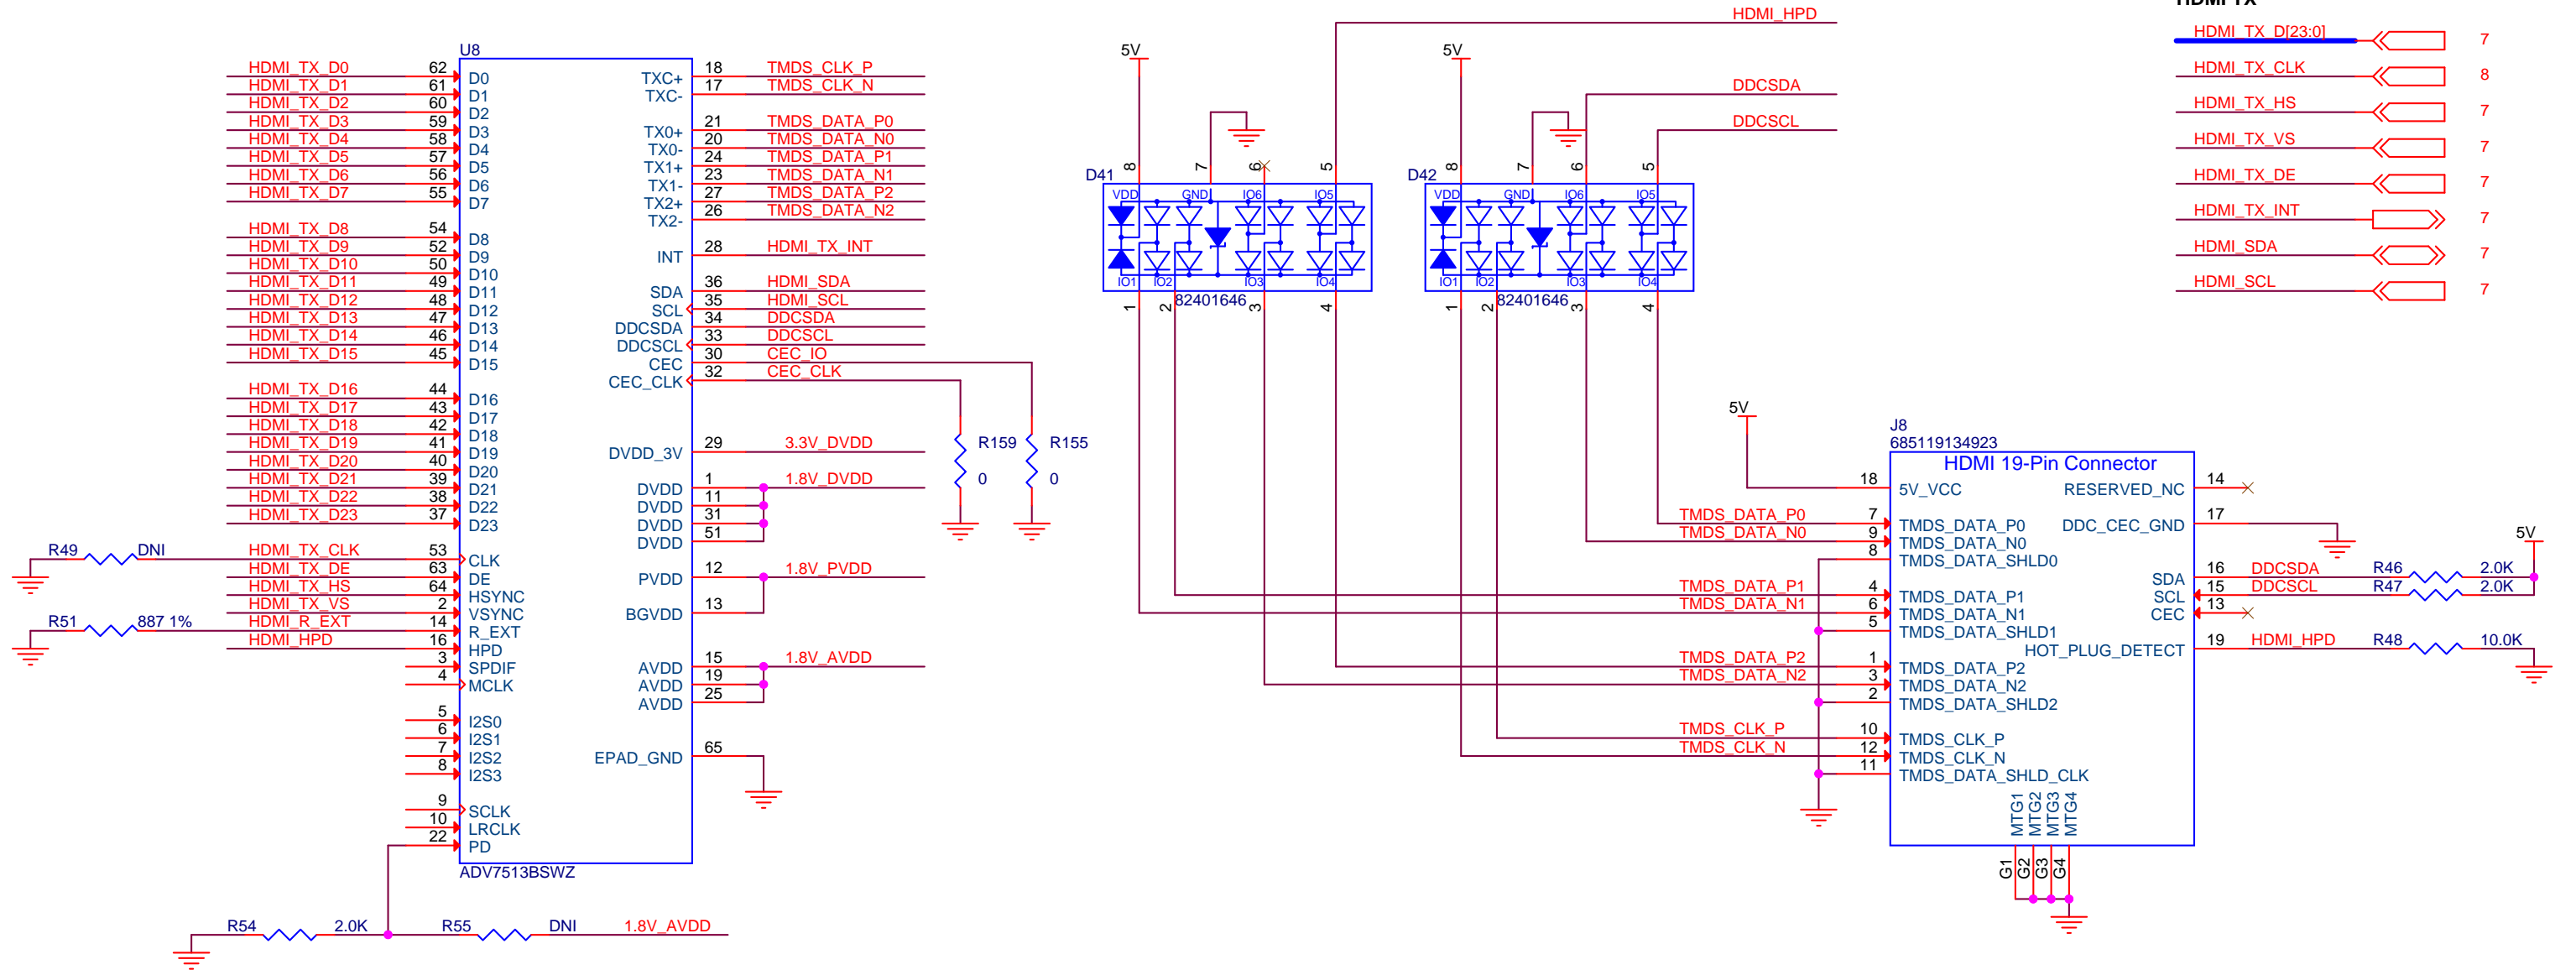 HDMI TX
HDMI_TX_D[23:0] 7
HDMI_TX_CLK 8
HDMI_TX_HS 7
HDMI_TX_VS 7
HDMI_TX_DE 7
HDMI_TX_INT 7
HDMI_SDA 7
HDMI_SCL 7
U8
HDMI_TX_D0 62 D0
HDMI_TX_D1 61 D1
HDMI_TX_D2 60 D2
HDMI_TX_D3 59 D3
HDMI_TX_D4 58 D4
HDMI_TX_D5 57 D5
HDMI_TX_D6 56 D6
HDMI_TX_D7 55 D7
HDMI_TX_D8 54 D8
HDMI_TX_D9 52 D9
HDMI_TX_D10 50 D10
HDMI_TX_D11 49 D11
HDMI_TX_D12 48 D12
HDMI_TX_D13 47 D13
HDMI_TX_D14 46 D14
HDMI_TX_D15 45 D15
HDMI_TX_D16 44 D16
HDMI_TX_D17 43 D17
HDMI_TX_D18 42 D18
HDMI_TX_D19 41 D19
HDMI_TX_D20 40 D20
HDMI_TX_D21 39 D21
HDMI_TX_D22 38 D22
HDMI_TX_D23 37 D23
R49 DNI HDMI_TX_CLK 53 CLK
HDMI_TX_DE 63 DE
HDMI_TX_HS 64 HSYNC
HDMI_TX_VS 2 VSYNC
R51 887 1% HDMI_R_EXT 14 R_EXT
HDMI_HPD 16 HPD
3 SPDIF
4 MCLK
5 I2S0
6 I2S1
7 I2S2
8 I2S3
9 SCLK
10 LRCLK
22 PD
ADV7513BSWZ
R54 2.0K R55 DNI 1.8V_AVDD
TXC+ 18 TMDS_CLK_P
TXC- 17 TMDS_CLK_N
TX0+ 21 TMDS_DATA_P0
TX0- 20 TMDS_DATA_N0
TX1+ 24 TMDS_DATA_P1
TX1- 23 TMDS_DATA_N1
TX2+ 27 TMDS_DATA_P2
TX2- 26 TMDS_DATA_N2
INT 28 HDMI_TX_INT
SDA 36 HDMI_SDA
SCL 35 HDMI_SCL
DDCSDA 34 DDCSDA
DDCSCL 33 DDCSCL
CEC 30 CEC_IO
CEC_CLK 32 CEC_CLK
DVDD_3V 29 3.3V_DVDD
DVDD 1 1.8V_DVDD
DVDD 11
DVDD 31
DVDD 51
PVDD 12 1.8V_PVDD
BGVDD 13
AVDD 15 1.8V_AVDD
AVDD 19
AVDD 25
EPAD_GND 65
R159 R155
0 0
HDMI_HPD
DDCSDA
DDCSCL
5V
8 7 6 5
D41
VDD GND IO6 IO5
IO1 IO2 IO3 IO4
82401646
1 2 3 4
5V
8 7 6 5
D42
VDD GND IO6 IO5
IO1 IO2 IO3 IO4
82401646
1 2 3 4
5V
J8
685119134923
HDMI 19-Pin Connector
18 5V_VCC
TMDS_DATA_P0 7 TMDS_DATA_P0
TMDS_DATA_N0 9 TMDS_DATA_N0
8 TMDS_DATA_SHLD0
TMDS_DATA_P1 4 TMDS_DATA_P1
TMDS_DATA_N1 6 TMDS_DATA_N1
5 TMDS_DATA_SHLD1
TMDS_DATA_P2 1 TMDS_DATA_P2
TMDS_DATA_N2 3 TMDS_DATA_N2
2 TMDS_DATA_SHLD2
TMDS_CLK_P 10 TMDS_CLK_P
TMDS_CLK_N 12 TMDS_CLK_N
11 TMDS_DATA_SHLD_CLK
RESERVED_NC 14
DDC_CEC_GND 17
5V
SDA 16 DDCSDA R46 2.0K
SCL 15 DDCSCL R47 2.0K
CEC 13
HOT_PLUG_DETECT 19 HDMI_HPD R48 10.0K
MTG1 MTG2 MTG3 MTG4
G1 G2 G3 G4